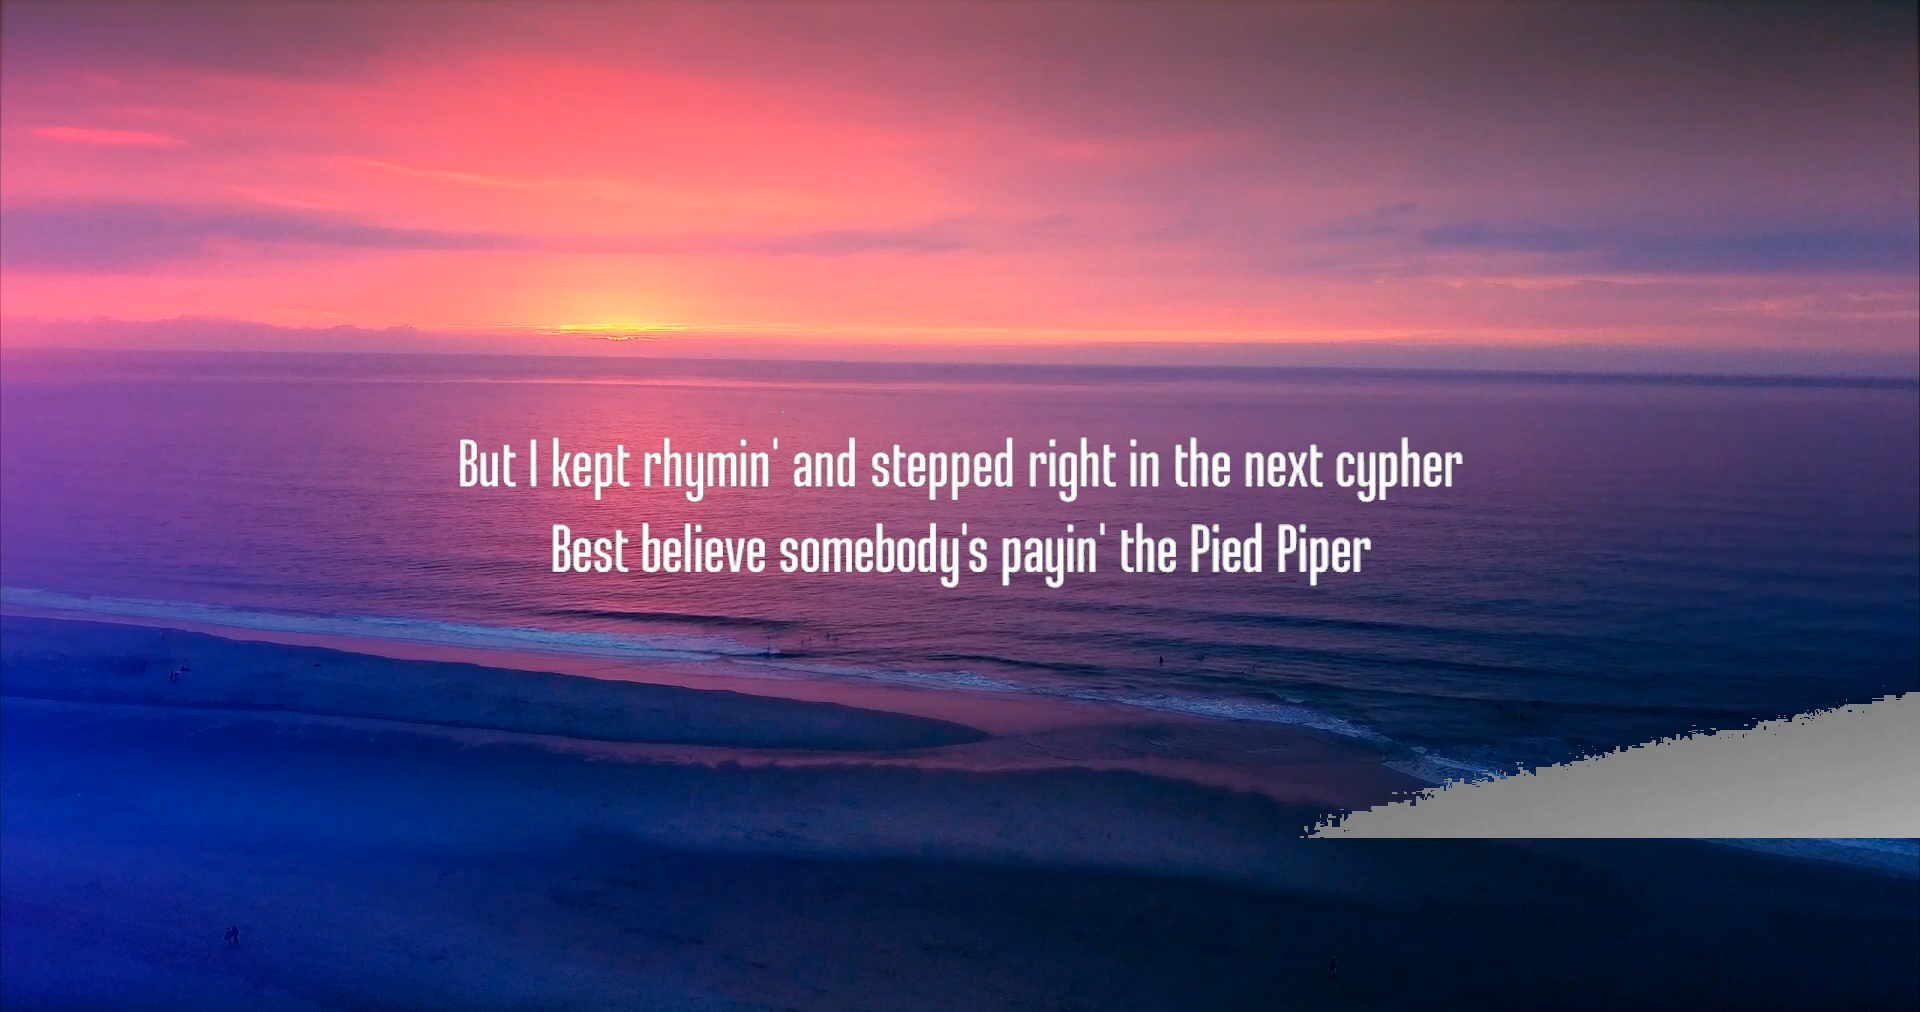 But I kept rhymin' and stepped right in the next cypher
Best believe somebody's payin' the Pied Piper